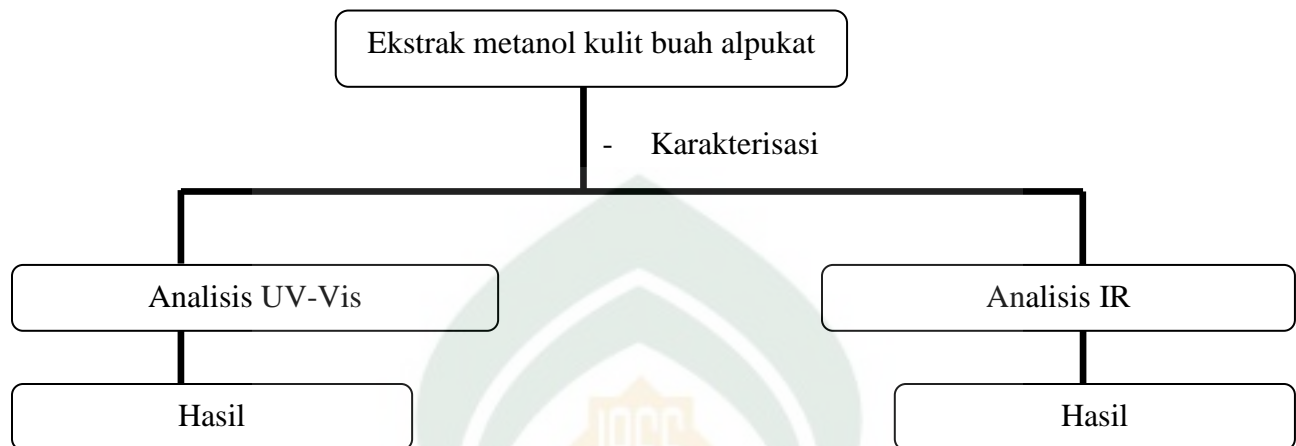 Ekstrak metanol kulit buah alpukat
- Karakterisasi
Analisis UV-Vis
Analisis IR
Hasil
Hasil